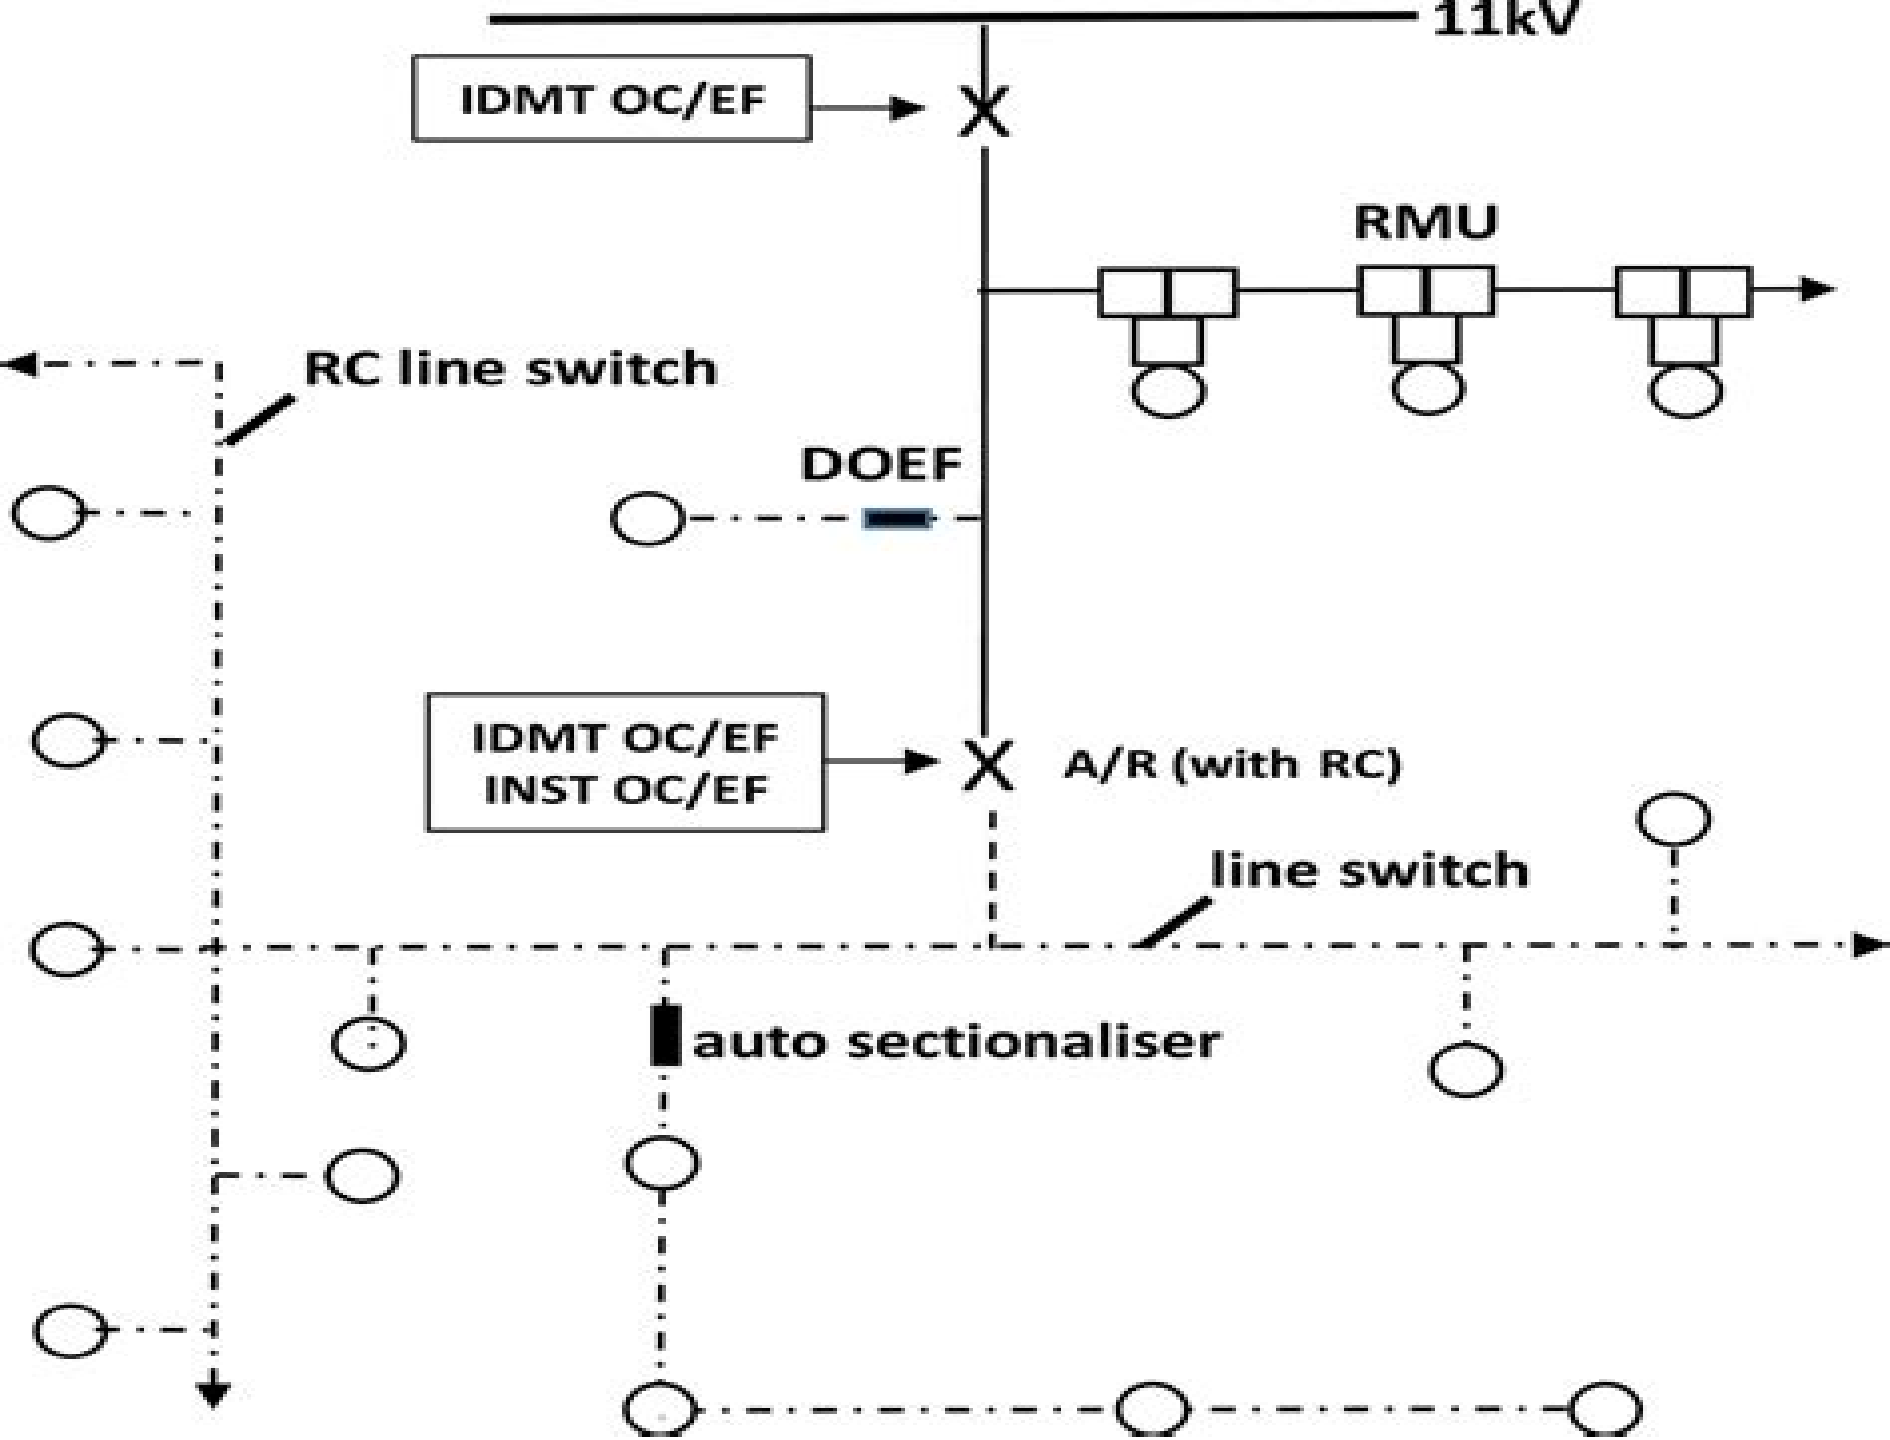 11kV
IDMT OC/EF
RMU
RC line switch
DOEF
IDMT OC/EF
INST OC/EF
A/R (with RC)
line switch
auto sectionaliser